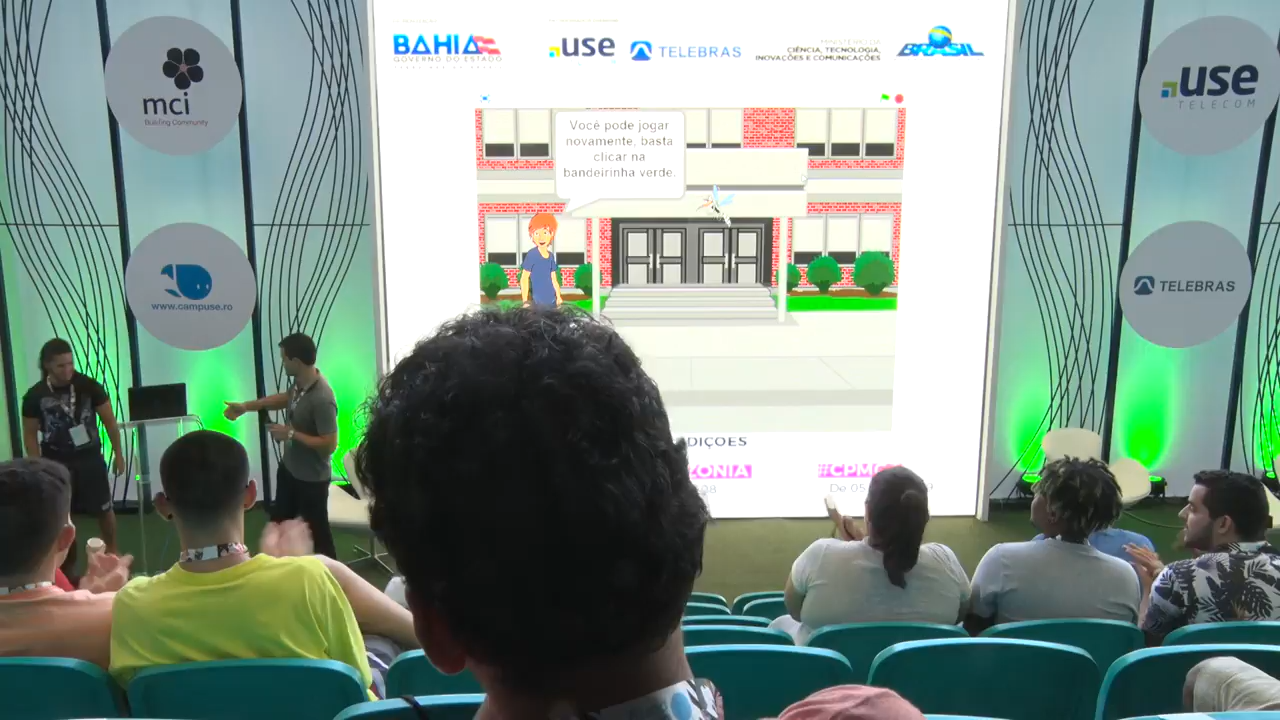 mci
Building Community
www.campuse.ro
BAHIA
GOVERNO DO ESTADO
use
TELEBRAS
CIÊNCIA, TECNOLOGIA,
INOVAÇÕES E COMUNICAÇÕES
BRASIL
Você pode jogar
novamente, basta
clicar na
bandeirinha verde.
DIÇOES
ZONIA
#CPM
De 05
use
TELECOM
TELEBRAS